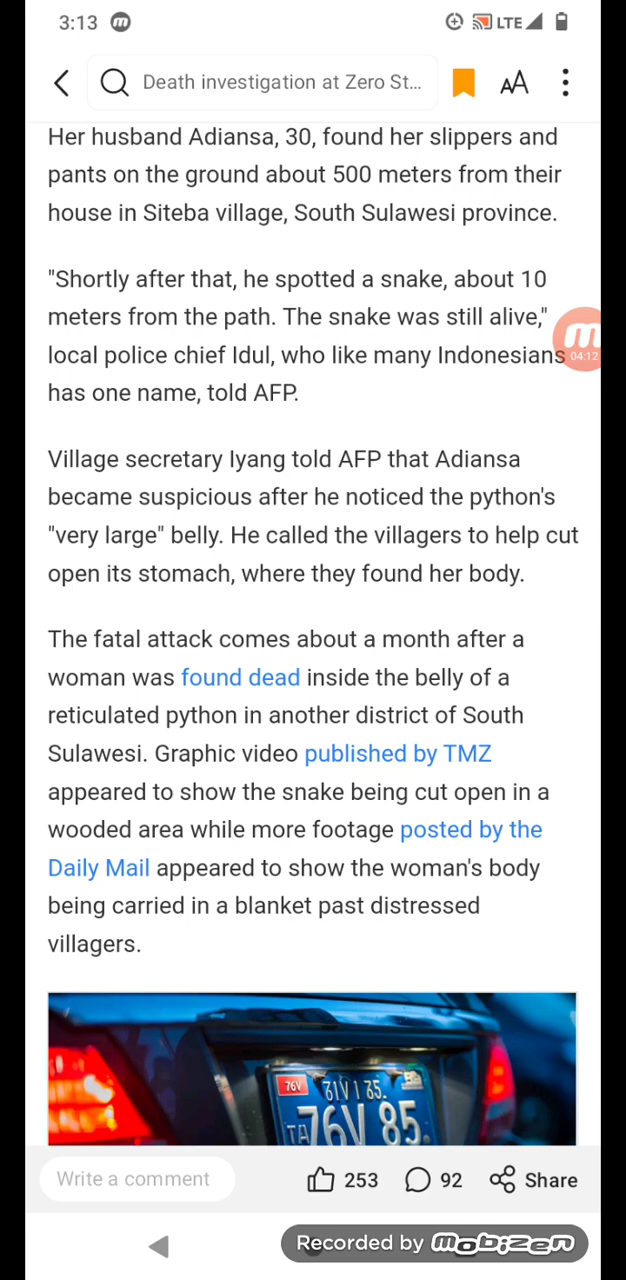 3:13
LTE
Death investigation at Zero St...
AA
Her husband Adiansa, 30, found her slippers and
pants on the ground about 500 meters from their
house in Siteba village, South Sulawesi province.
"Shortly after that, he spotted a snake, about 10
meters from the path. The snake was still alive,"
local police chief Idul, who like many Indonesians
has one name, told AFP.
04:12
Village secretary Iyang told AFP that Adiansa
became suspicious after he noticed the python's
"very large" belly. He called the villagers to help cut
open its stomach, where they found her body.
The fatal attack comes about a month after a
woman was found dead inside the belly of a
reticulated python in another district of South
Sulawesi. Graphic video published by TMZ
appeared to show the snake being cut open in a
wooded area while more footage posted by the
Daily Mail appeared to show the woman's body
being carried in a blanket past distressed
villagers.
76V
76V 85
Write a comment
253
92
Share
Recorded by mobizen